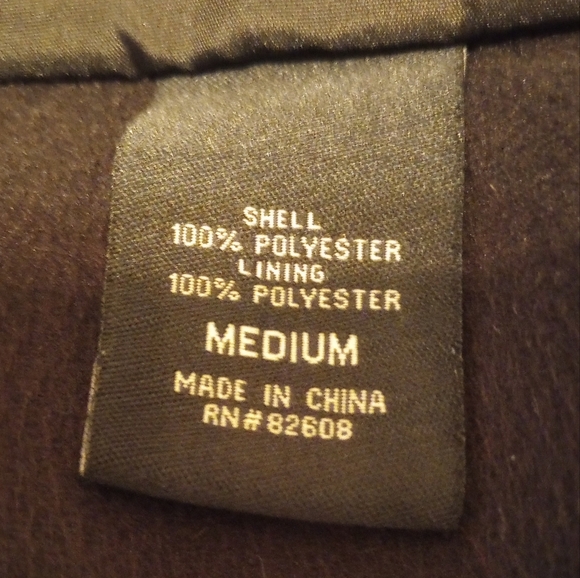 SHELL
100% POLYESTER
LINING
100% POLYESTER
MEDIUM
MADE IN CHINA
RN#82608